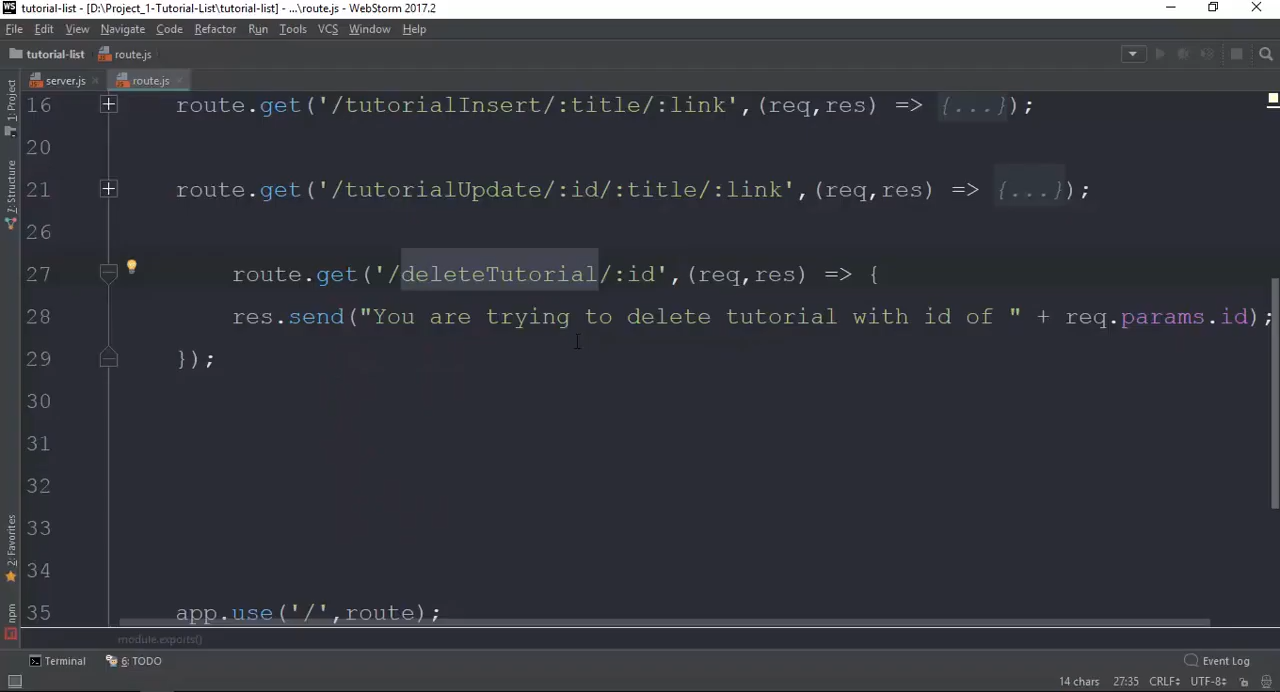 WS tutorial-list - [D:\Project_1-Tutorial-List\tutorial-list] - ...\route.js - WebStorm 2017.2
File Edit View Navigate Code Refactor Run Tools VCS Window Help
tutorial-list route.js
server.js route.js
1: Project
7: Structure
2: Favorites
npm
16 route.get('/tutorialInsert/:title/:link',(req,res) => {...});
20
21 route.get('/tutorialUpdate/:id/:title/:link',(req,res) => {...});
26
27 route.get('/deleteTutorial/:id',(req,res) => {
28 res.send("You are trying to delete tutorial with id of " + req.params.id);
29 });
30
31
32
33
34
35 app.use('/',route);
module.exports()
Terminal 6: TODO Event Log
14 chars 27:35 CRLF UTF-8